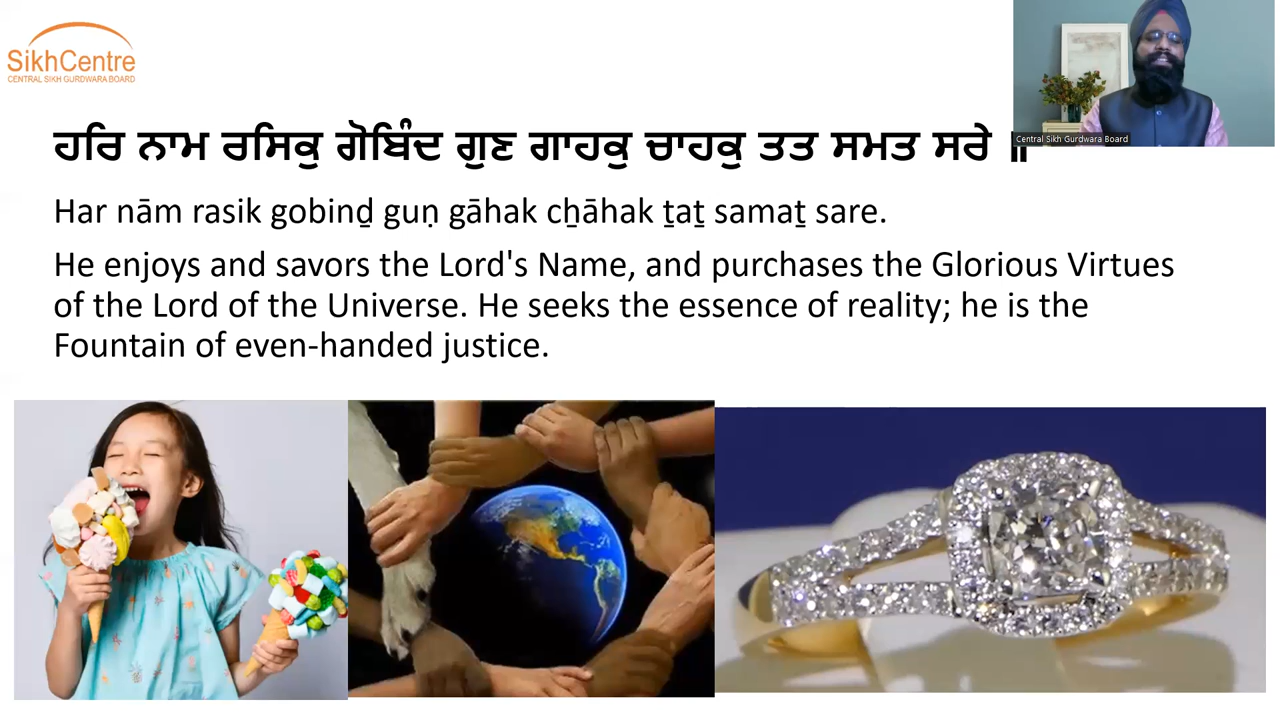 SikhCentre
CENTRAL SIKH GURDWARA BOARD
Central Sikh Gurdwara Board
ਹਰਿ ਨਾਮ ਰਸਿਕੁ ਗੋਬਿੰਦ ਗੁਣ ਗਾਹਕੁ ਚਾਹਕੁ ਤਤ ਸਮਤ ਸਰੇ ॥
Har nām rasik gobinḏ guṇ gāhak cẖāhak ṯaṯ samaṯ sare.
He enjoys and savors the Lord's Name, and purchases the Glorious Virtues
of the Lord of the Universe. He seeks the essence of reality; he is the
Fountain of even-handed justice.